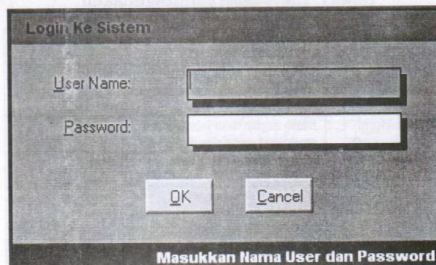 Login Ke Sistem
User Name:
Password:
OK Cancel
Masukkan Nama User dan Password